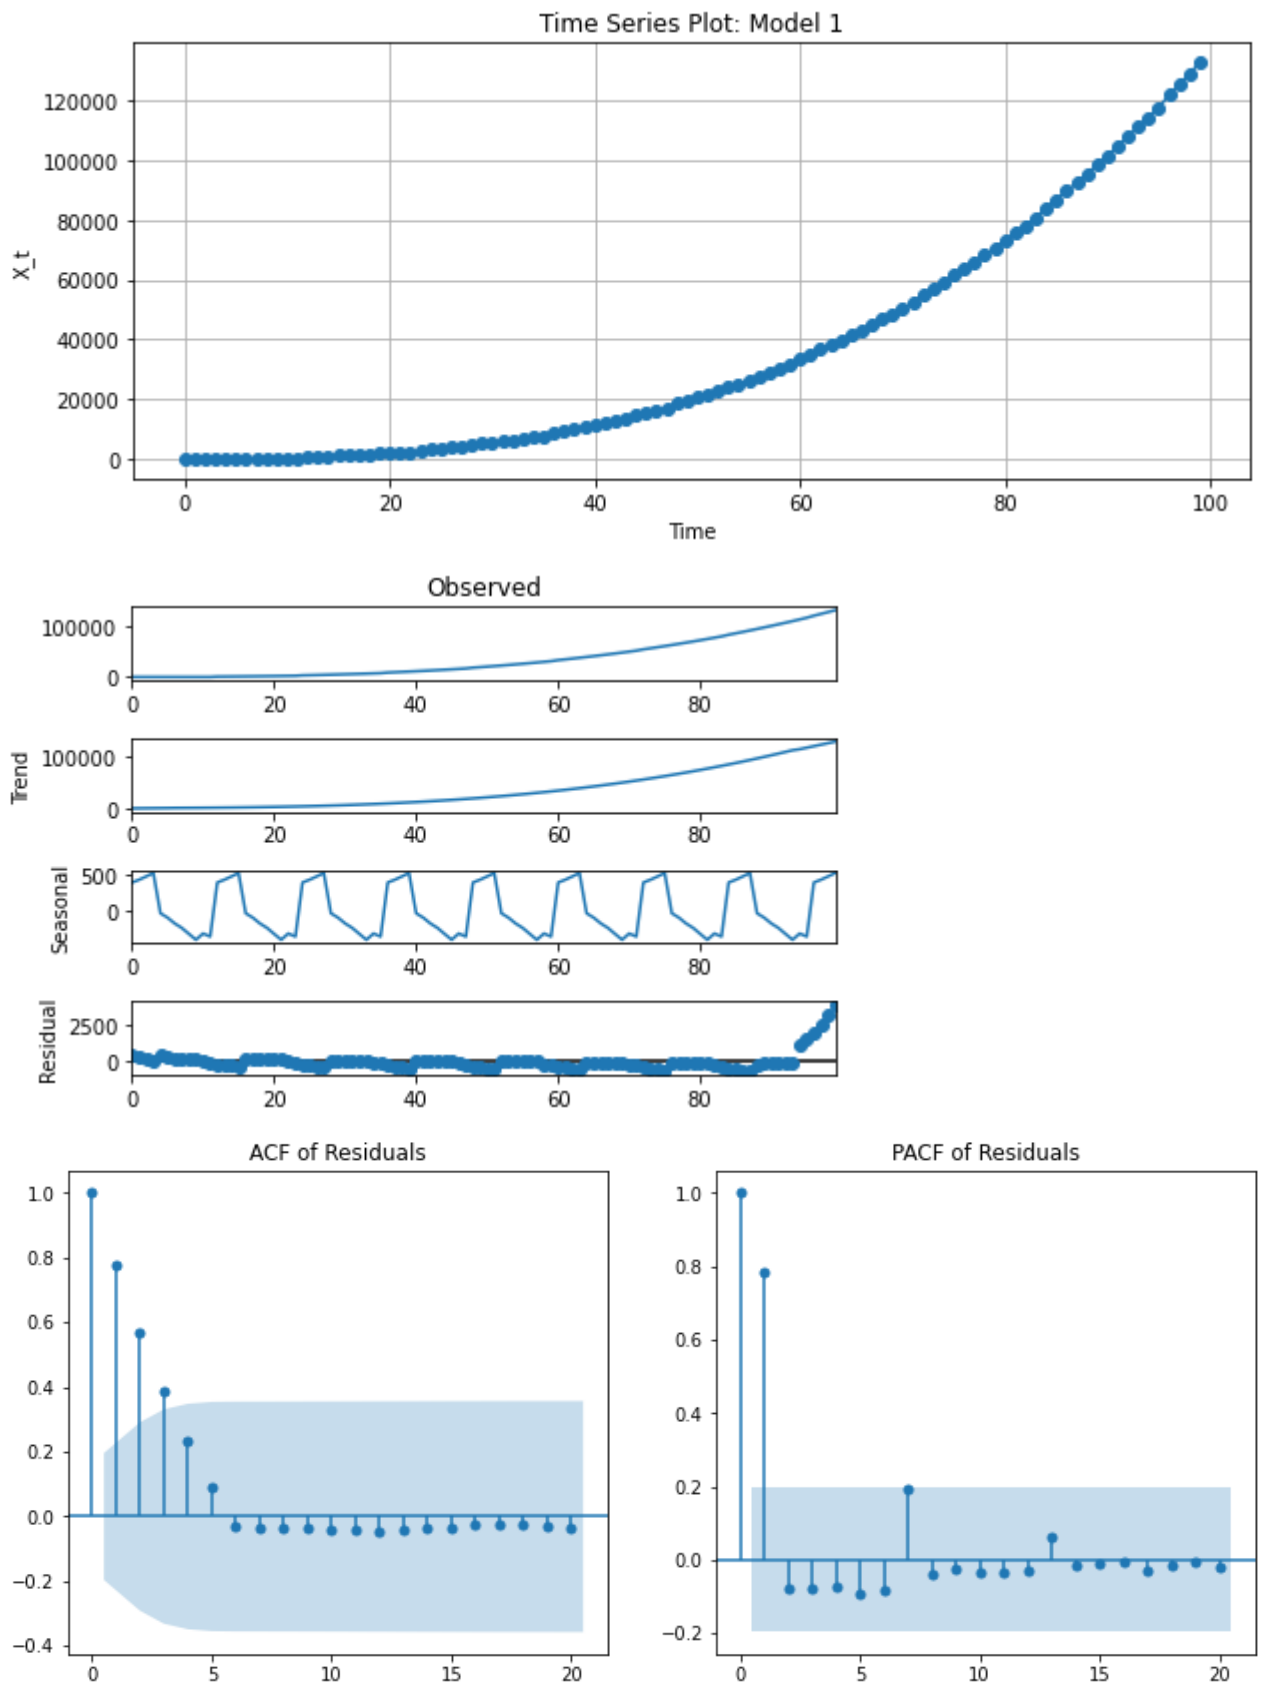 Time Series Plot: Model 1
120000
100000
80000
60000
40000
20000
0
X_t
0 20 40 60 80 100
Time
Observed
100000
0
0 20 40 60 80
Trend
100000
0
0 20 40 60 80
Seasonal
500
0
0 20 40 60 80
Residual
2500
0
0 20 40 60 80
ACF of Residuals
1.0
0.8
0.6
0.4
0.2
0.0
−0.2
−0.4
0 5 10 15 20
PACF of Residuals
1.0
0.8
0.6
0.4
0.2
0.0
−0.2
0 5 10 15 20